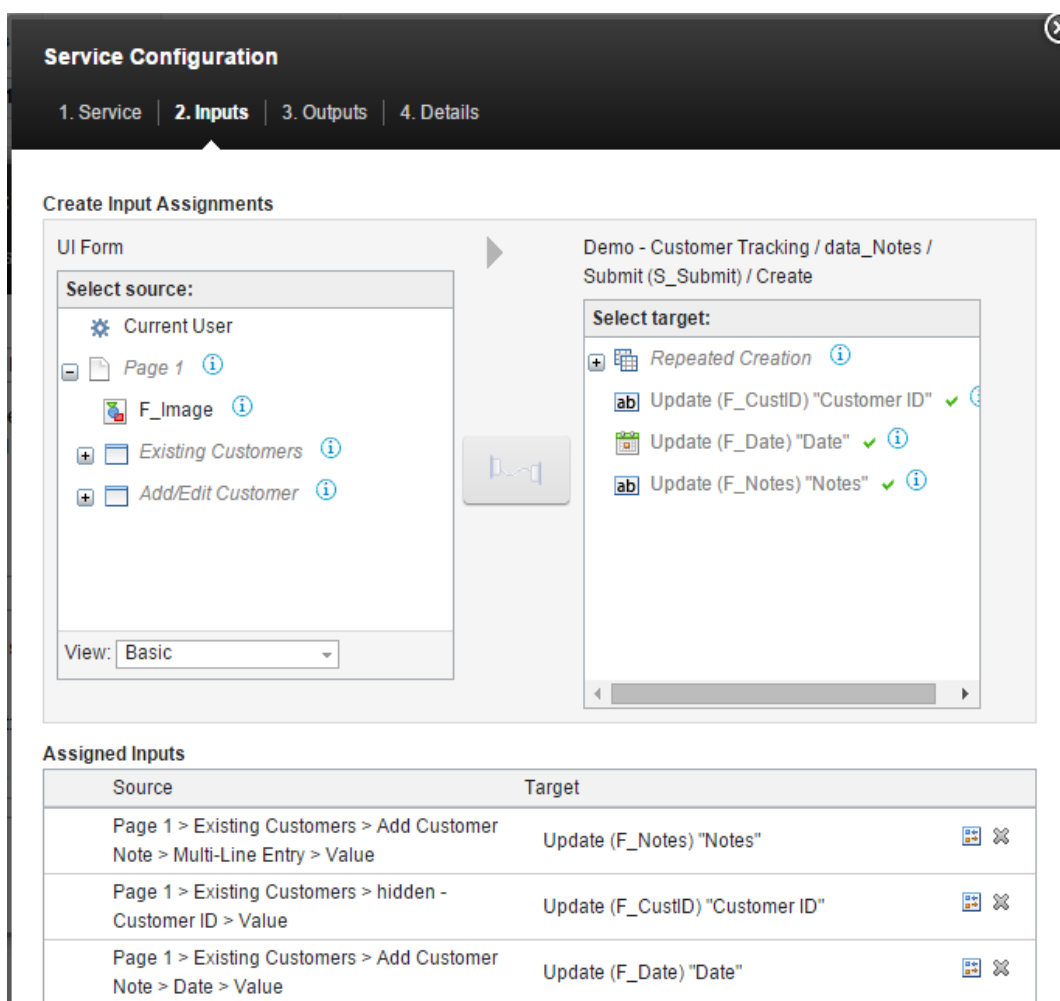 Service Configuration
1. Service
2. Inputs
3. Outputs
4. Details
Create Input Assignments
UI Form
Select source:
Current User
Page 1
F_Image
Existing Customers
Add/Edit Customer
View: Basic
Demo - Customer Tracking / data_Notes /
Submit (S_Submit) / Create
Select target:
Repeated Creation
ab Update (F_CustID) "Customer ID"
Update (F_Date) "Date"
ab Update (F_Notes) "Notes"
Assigned Inputs
Source Target
Page 1 > Existing Customers > Add Customer
Note > Multi-Line Entry > Value
Update (F_Notes) "Notes"
Page 1 > Existing Customers > hidden -
Customer ID > Value
Update (F_CustID) "Customer ID"
Page 1 > Existing Customers > Add Customer
Note > Date > Value
Update (F_Date) "Date"